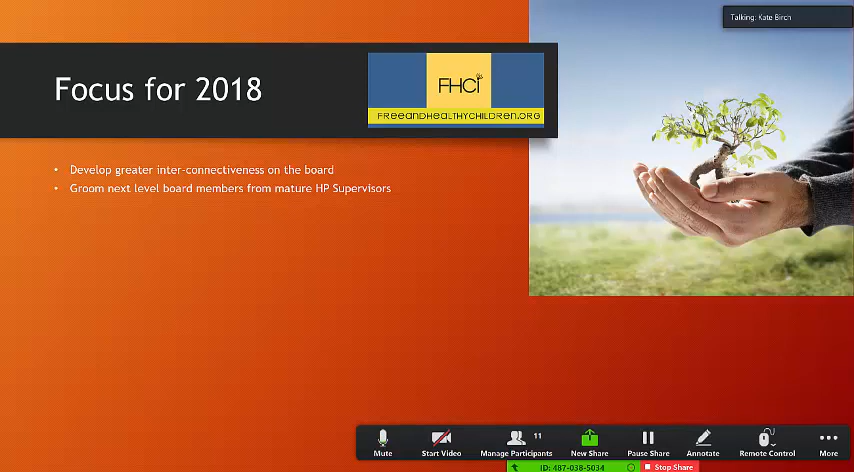 Talking: Kate Birch
Focus for 2018
FHCi
FREEANDHEALTHYCHILDREN.ORG
• Develop greater inter-connectiveness on the board
• Groom next level board members from mature HP Supervisors
11
Mute
Start Video
Manage Participants
New Share
Pause Share
Annotate
Remote Control
More
ID: 487-038-5034
Stop Share